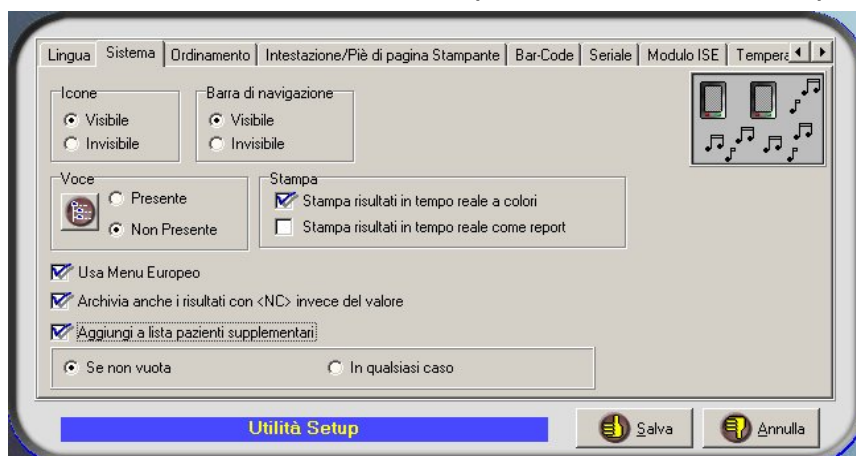 Lingua Sistema Ordinamento Intestazione/Piè di pagina Stampante Bar-Code Seriale Modulo ISE
Icone Barra di navigazione
Visibile Visibile
Invisibile Invisibile
Voce Stampa
Presente Stampa risultati in tempo reale a colori
Non Presente Stampa risultati in tempo reale come report
Usa Menu Europeo
Archivia anche i risultati con <NC> invece del valore
Aggiungi a lista pazienti supplementari
Se non vuota In qualsiasi caso
Utilità Setup Salva Annulla